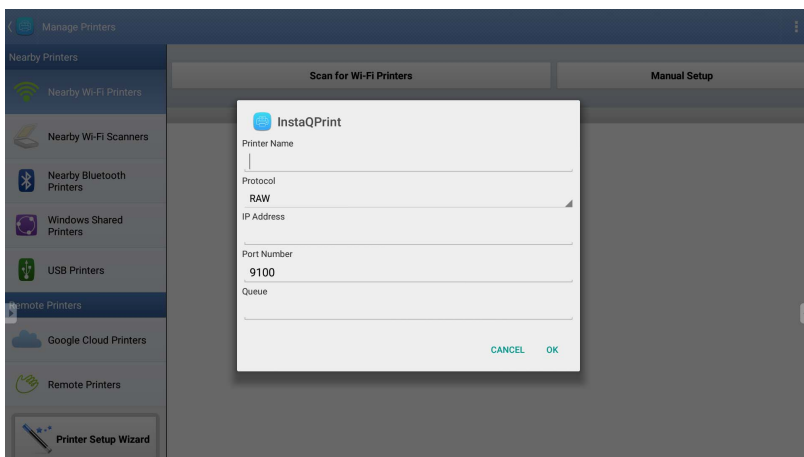 Manage Printers
Nearby Printers
Nearby Wi-Fi Printers
Nearby Wi-Fi Scanners
Nearby Bluetooth
Printers
Windows Shared
Printers
USB Printers
Remote Printers
Google Cloud Printers
Remote Printers
Printer Setup Wizard
Scan for Wi-Fi Printers
Manual Setup
InstaQPrint
Printer Name
Protocol
RAW
IP Address
Port Number
9100
Queue
CANCEL OK